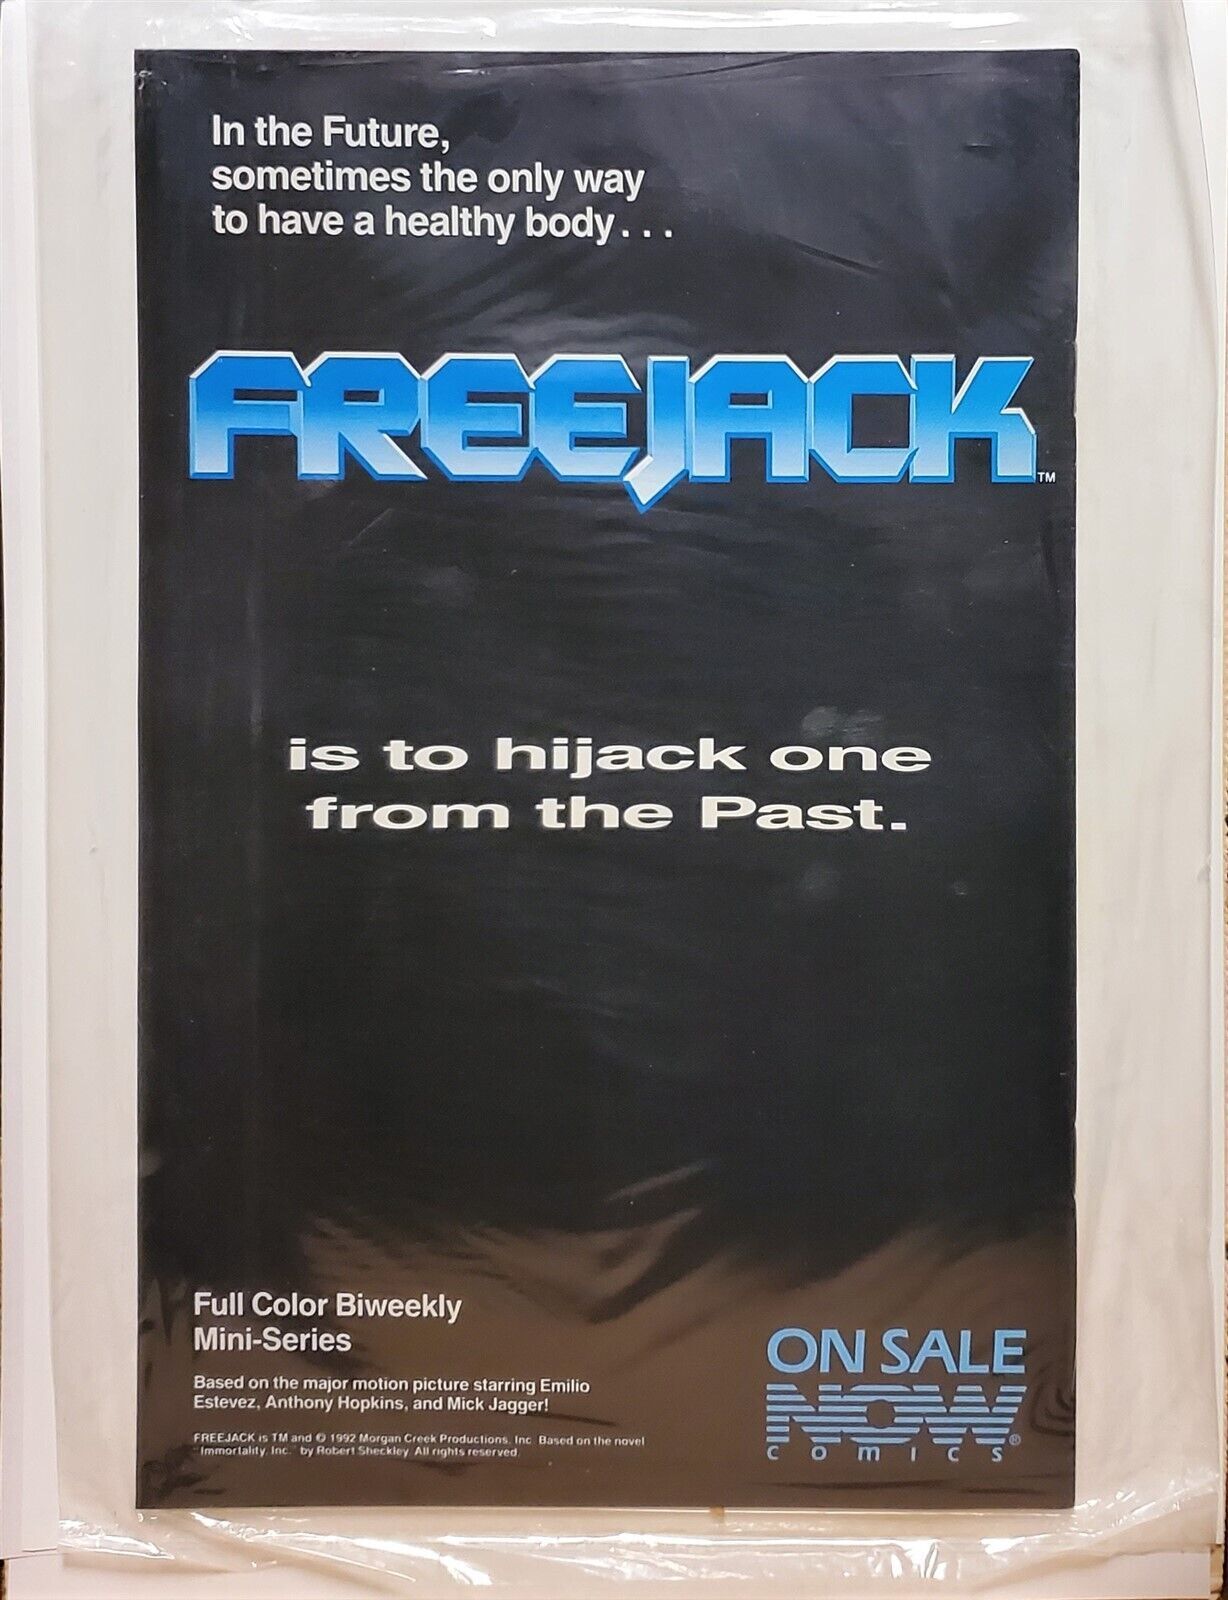 In the Future,
sometimes the only way
to have a healthy body...
FREEJACK™
is to hijack one
from the Past.
Full Color Biweekly
Mini-Series
Based on the major motion picture starring Emilio
Estevez, Anthony Hopkins, and Mick Jagger!
FREEJACK is TM and © 1992 Morgan Creek Productions, Inc. Based on the novel
"Immortality, Inc." by Robert Sheckley. All rights reserved.
ON SALE
NOW®
COMICS